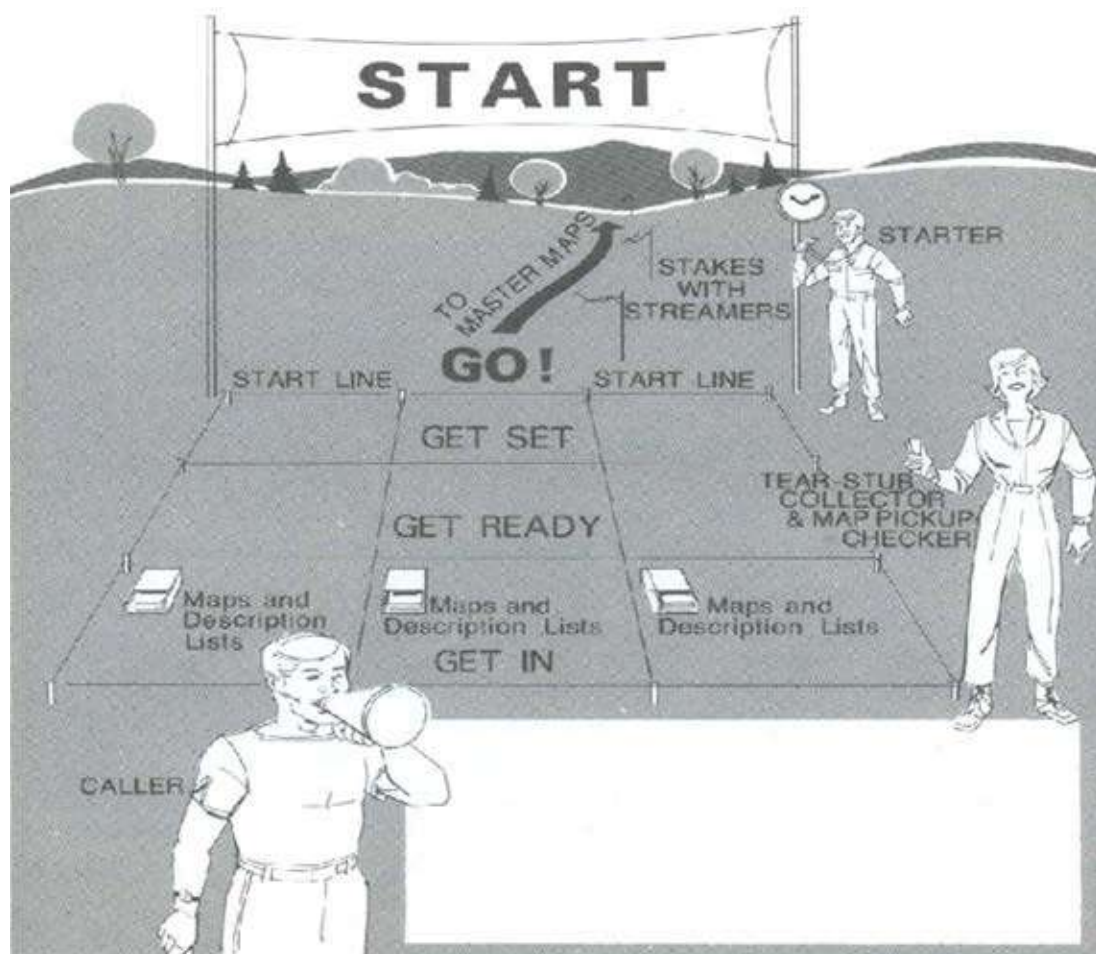 START
TO
MASTER MAPS
STAKES
WITH
STREAMERS
STARTER
GO!
START LINE
START LINE
GET SET
TEAR-STUB
COLLECTOR
& MAP PICKUP
CHECKER
GET READY
Maps and
Description
Lists
Maps and
Description Lists
Maps and
Description Lists
GET IN
CALLER